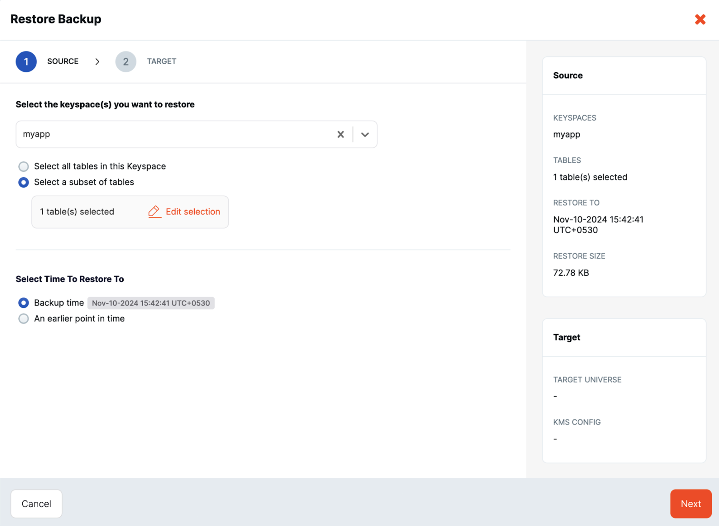 Restore Backup
1 SOURCE > 2 TARGET
Select the keyspace(s) you want to restore
myapp
Select all tables in this Keyspace
Select a subset of tables
1 table(s) selected Edit selection
Select Time To Restore To
Backup time Nov-10-2024 15:42:41 UTC+0530
An earlier point in time
Source
KEYSPACES
myapp
TABLES
1 table(s) selected
RESTORE TO
Nov-10-2024 15:42:41
UTC+0530
RESTORE SIZE
72.78 KB
Target
TARGET UNIVERSE
-
KMS CONFIG
-
Cancel
Next